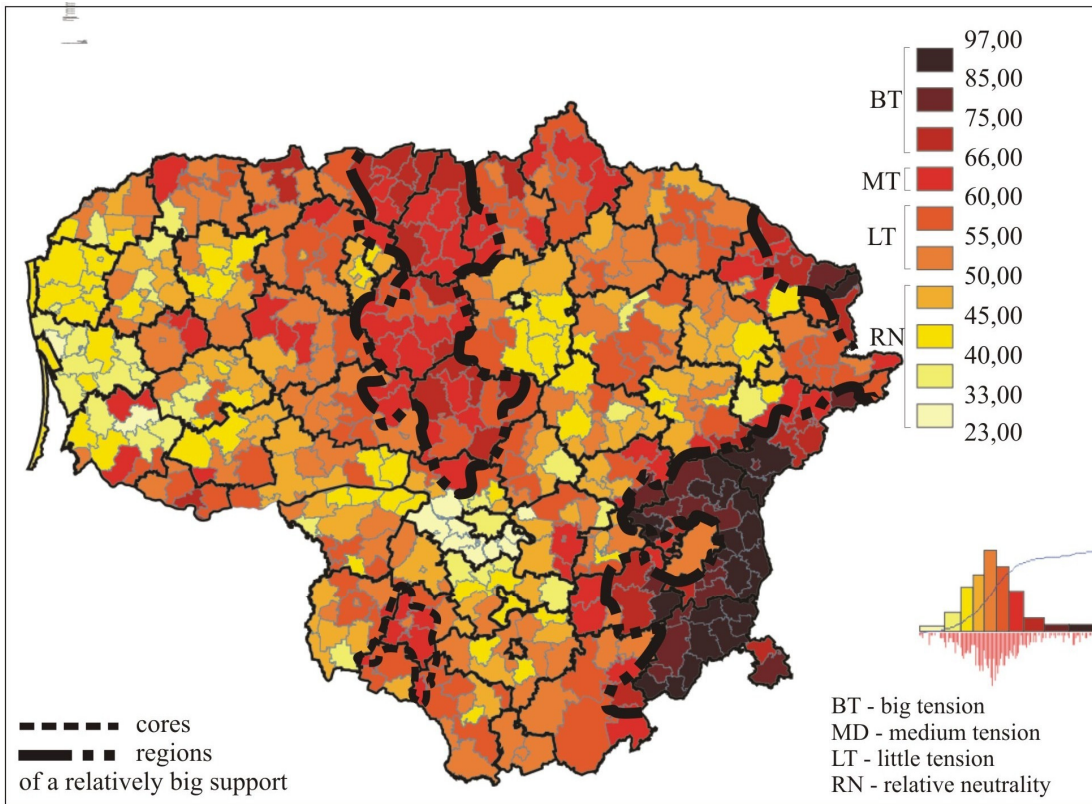 97,00
85,00
BT
75,00
66,00
MT
60,00
LT
55,00
50,00
45,00
RN
40,00
33,00
23,00
cores
regions
of a relatively big support
BT - big tension
MD - medium tension
LT - little tension
RN - relative neutrality